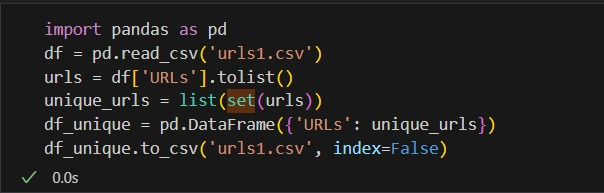 import pandas as pd
df = pd.read_csv('urls1.csv')
urls = df['URLs'].tolist()
unique_urls = list(set(urls))
df_unique = pd.DataFrame({'URLs': unique_urls})
df_unique.to_csv('urls1.csv', index=False)
0.0s